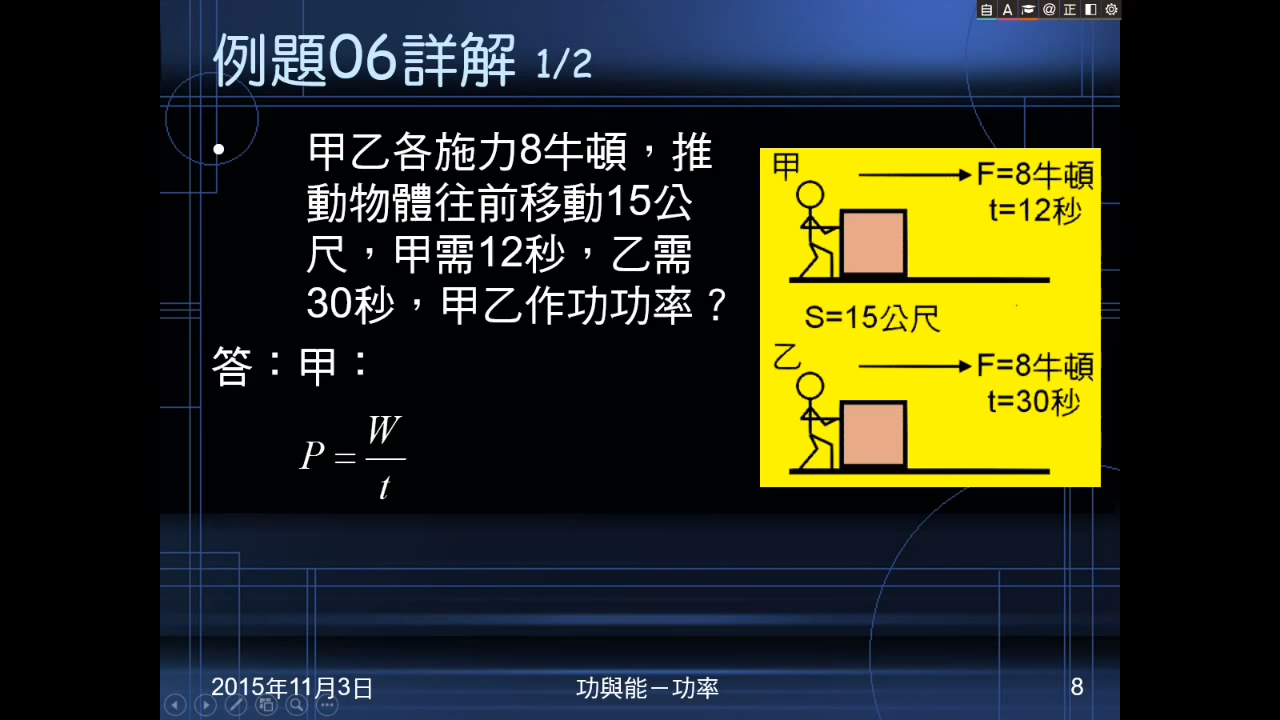 自 A @ 正
例題06詳解 1/2
• 甲乙各施力8牛頓，推
動物體往前移動15公
尺，甲需12秒，乙需
30秒，甲乙作功功率？
答：甲：
P = W/t
甲
F=8牛頓
t=12秒
S=15公尺
乙
F=8牛頓
t=30秒
2015年11月3日
功與能－功率
8